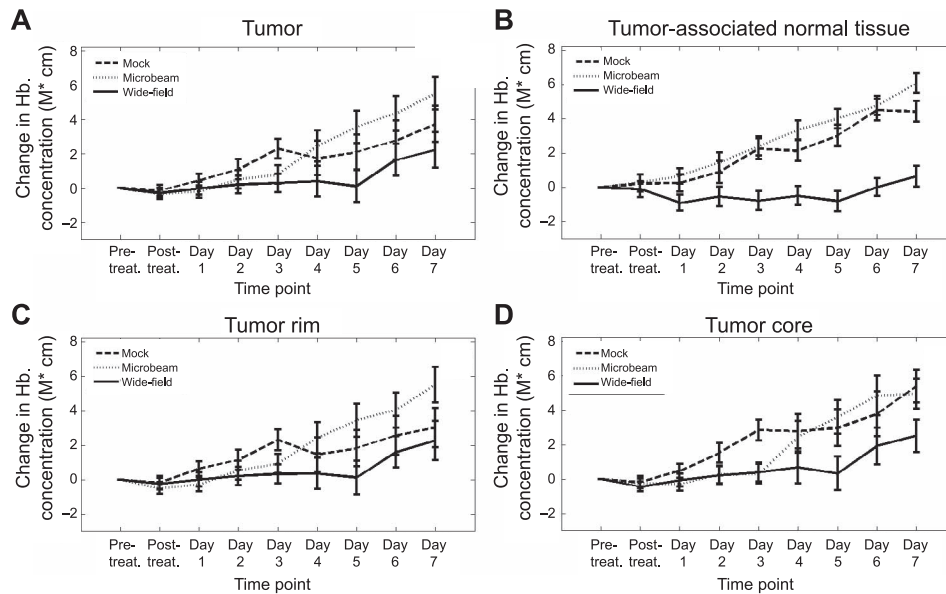 A
Tumor
Change in Hb.
concentration (M* cm)
8
6
4
2
0
−2
Mock
Microbeam
Wide-field
Pre-
treat.
Post-
treat.
Day
1
Day
2
Day
3
Day
4
Day
5
Day
6
Day
7
Time point
B
Tumor-associated normal tissue
Change in Hb.
concentration (M* cm)
8
6
4
2
0
−2
Mock
Microbeam
Wide-field
Pre-
treat.
Post-
treat.
Day
1
Day
2
Day
3
Day
4
Day
5
Day
6
Day
7
Time point
C
Tumor rim
Change in Hb.
concentration (M* cm)
8
6
4
2
0
−2
Mock
Microbeam
Wide-field
Pre-
treat.
Post-
treat.
Day
1
Day
2
Day
3
Day
4
Day
5
Day
6
Day
7
Time point
D
Tumor core
Change in Hb.
concentration (M* cm)
8
6
4
2
0
−2
Mock
Microbeam
Wide-field
Pre-
treat.
Post-
treat.
Day
1
Day
2
Day
3
Day
4
Day
5
Day
6
Day
7
Time point